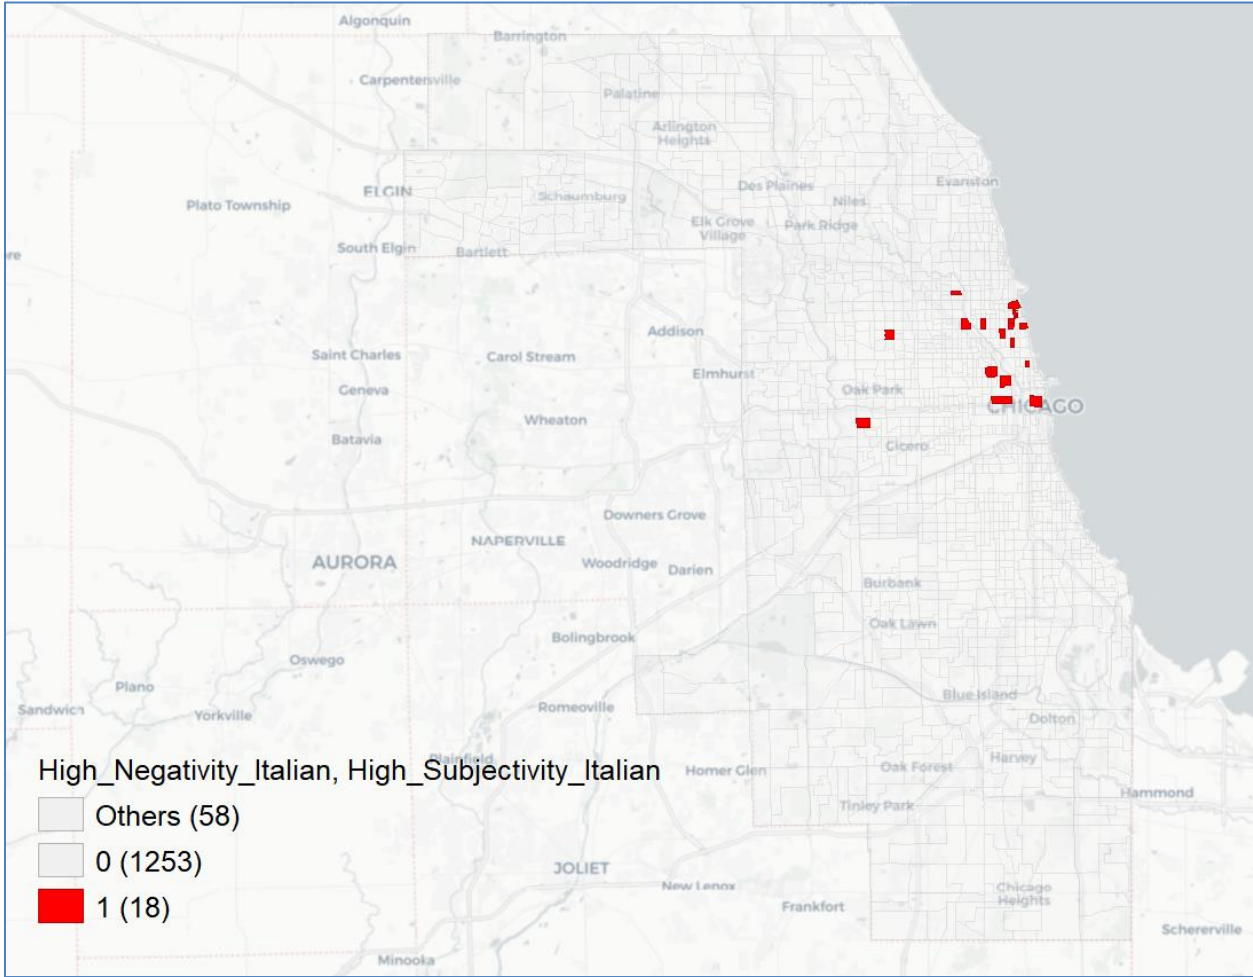 Algonquin
Barrington
Carpentersville
Palatine
Arlington
Heights
ELGIN
Schaumburg
Des Plaines
Evanston
Plato Township
Niles
Elk Grove
Village
Park Ridge
South Elgin
Bartlett
re
Addison
Saint Charles
Carol Stream
Elmhurst
Geneva
Oak Park
CHICAGO
Wheaton
Batavia
Cicero
Downers Grove
NAPERVILLE
AURORA
Woodridge
Darien
Burbank
Oak Lawn
Bolingbrook
Oswego
Plano
Blue Island
Sandwich
Yorkville
Romeoville
Dolton
Plainfield
Harvey
High_Negativity_Italian, High_Subjectivity_Italian
Homer Glen
Oak Forest
Hammond
Others (58)
Tinley Park
0 (1253)
JOLIET
New Lenox
Chicago
Heights
1 (18)
Frankfort
Schererville
Minooka